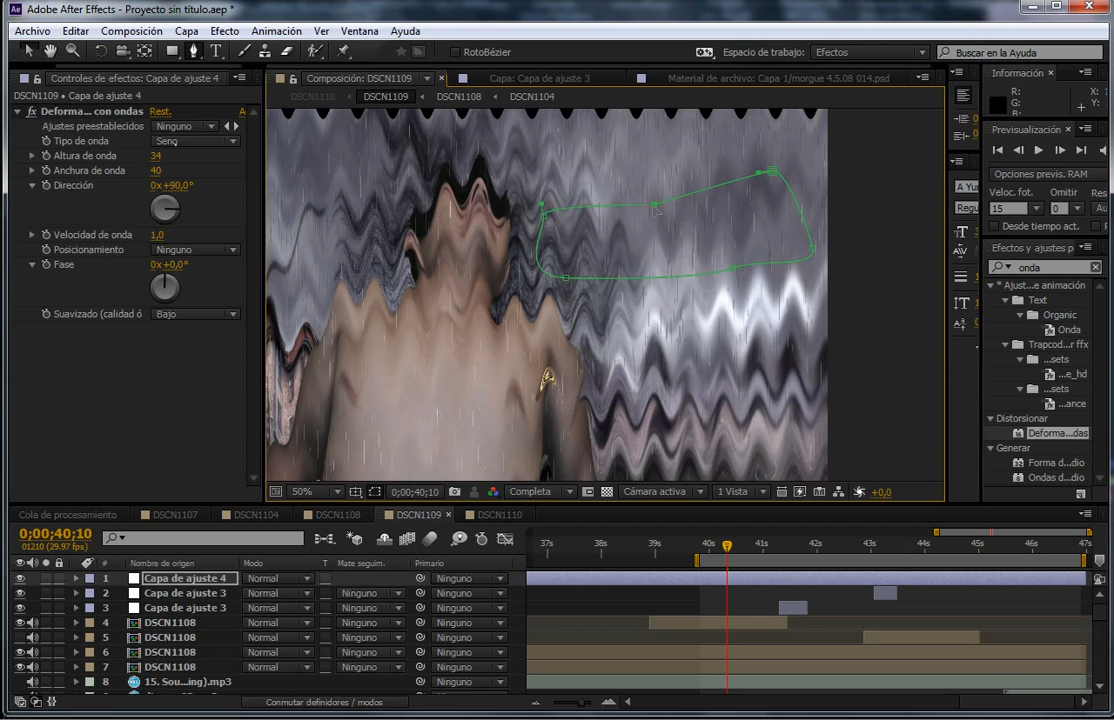 Adobe After Effects - Proyecto sin título.aep *
Archivo Editar Composición Capa Efecto Animación Ver Ventana Ayuda
RotoBézier Espacio de trabajo: Efectos Buscar en la Ayuda
Controles de efectos: Capa de ajuste 4
Composición: DSCN1109
Capa: Capa de ajuste 3
Material de archivo: Capa 1/morgue 4.5.08 014.psd
Información
DSCN1109 • Capa de ajuste 4
DSCN1110 DSCN1109 DSCN1108 DSCN1104
Deforma... con ondas Rest. A
Ajustes preestablecidos Ninguno
Tipo de onda Seno
Altura de onda 34
Anchura de onda 40
Dirección 0x+90,0°
Velocidad de onda 1,0
Posicionamiento Ninguno
Fase 0x+0,0°
Suavizado (calidad ó Bajo
R:
G:
B:
Previsualización
Opciones previs. RAM
Veloc. fot. Omitir
15 0
Desde tiempo act.
A Yu
Regu
Efectos y ajustes p
onda
* Ajust...e animación
Text
Organic
Onda
Trapcod...r ffx
...sets
...e_hd
...sets
...ance
Distorsionar
Deforma...das
Generar
Forma d...dio
Ondas d...dio
50% 0;00;40;10 Completa Cámara activa 1 Vista +0,0
Cola de procesamiento DSCN1107 DSCN1104 DSCN1108 DSCN1109 DSCN1110
0;00;40;10
01210 (29.97 fps)
37s 38s 39s 40s 41s 42s 43s 44s 45s 46s 47s
# Nombre de origen Modo T Mate seguim. Primario
1 Capa de ajuste 4 Normal Ninguno
2 Capa de ajuste 3 Normal Ninguno Ninguno
3 Capa de ajuste 3 Normal Ninguno Ninguno
4 DSCN1108 Normal Ninguno Ninguno
5 DSCN1108 Normal Ninguno Ninguno
6 DSCN1108 Normal Ninguno Ninguno
7 DSCN1108 Normal Ninguno Ninguno
8 15. Sou...ing).mp3 Ninguno
Conmutar definidores / modos